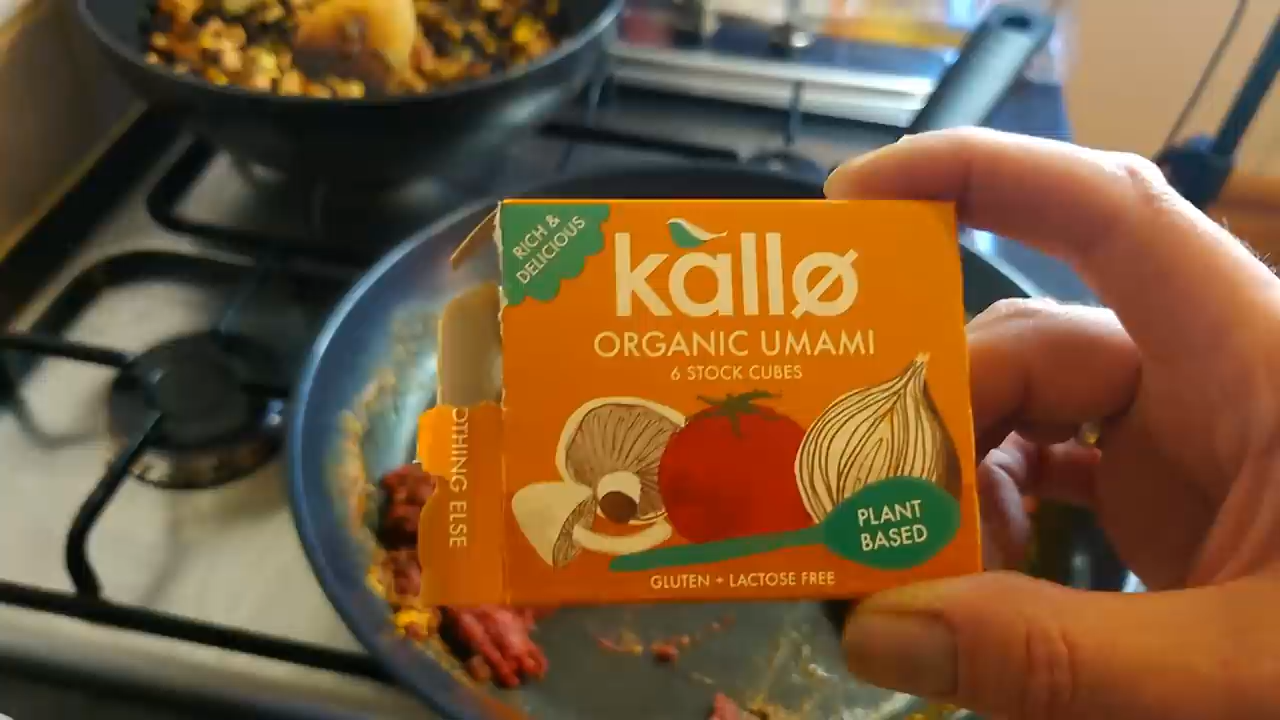 RICH &
DELICIOUS
kallø
ORGANIC UMAMI
6 STOCK CUBES
OTHING ELSE
PLANT
BASED
GLUTEN + LACTOSE FREE